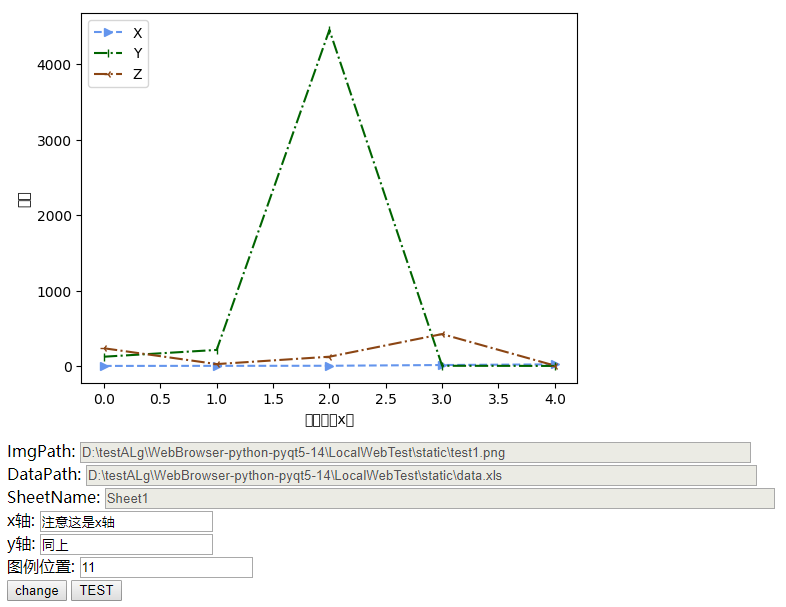 X
Y
Z
4000
3000
2000
1000
0
0.0 0.5 1.0 1.5 2.0 2.5 3.0 3.5 4.0
x
ImgPath: D:\testALg\WebBrowser-python-pyqt5-14\LocalWebTest\static\test1.png
DataPath: D:\testALg\WebBrowser-python-pyqt5-14\LocalWebTest\static\data.xls
SheetName: Sheet1
x轴: 注意这是x轴
y轴: 同上
图例位置: 11
change TEST